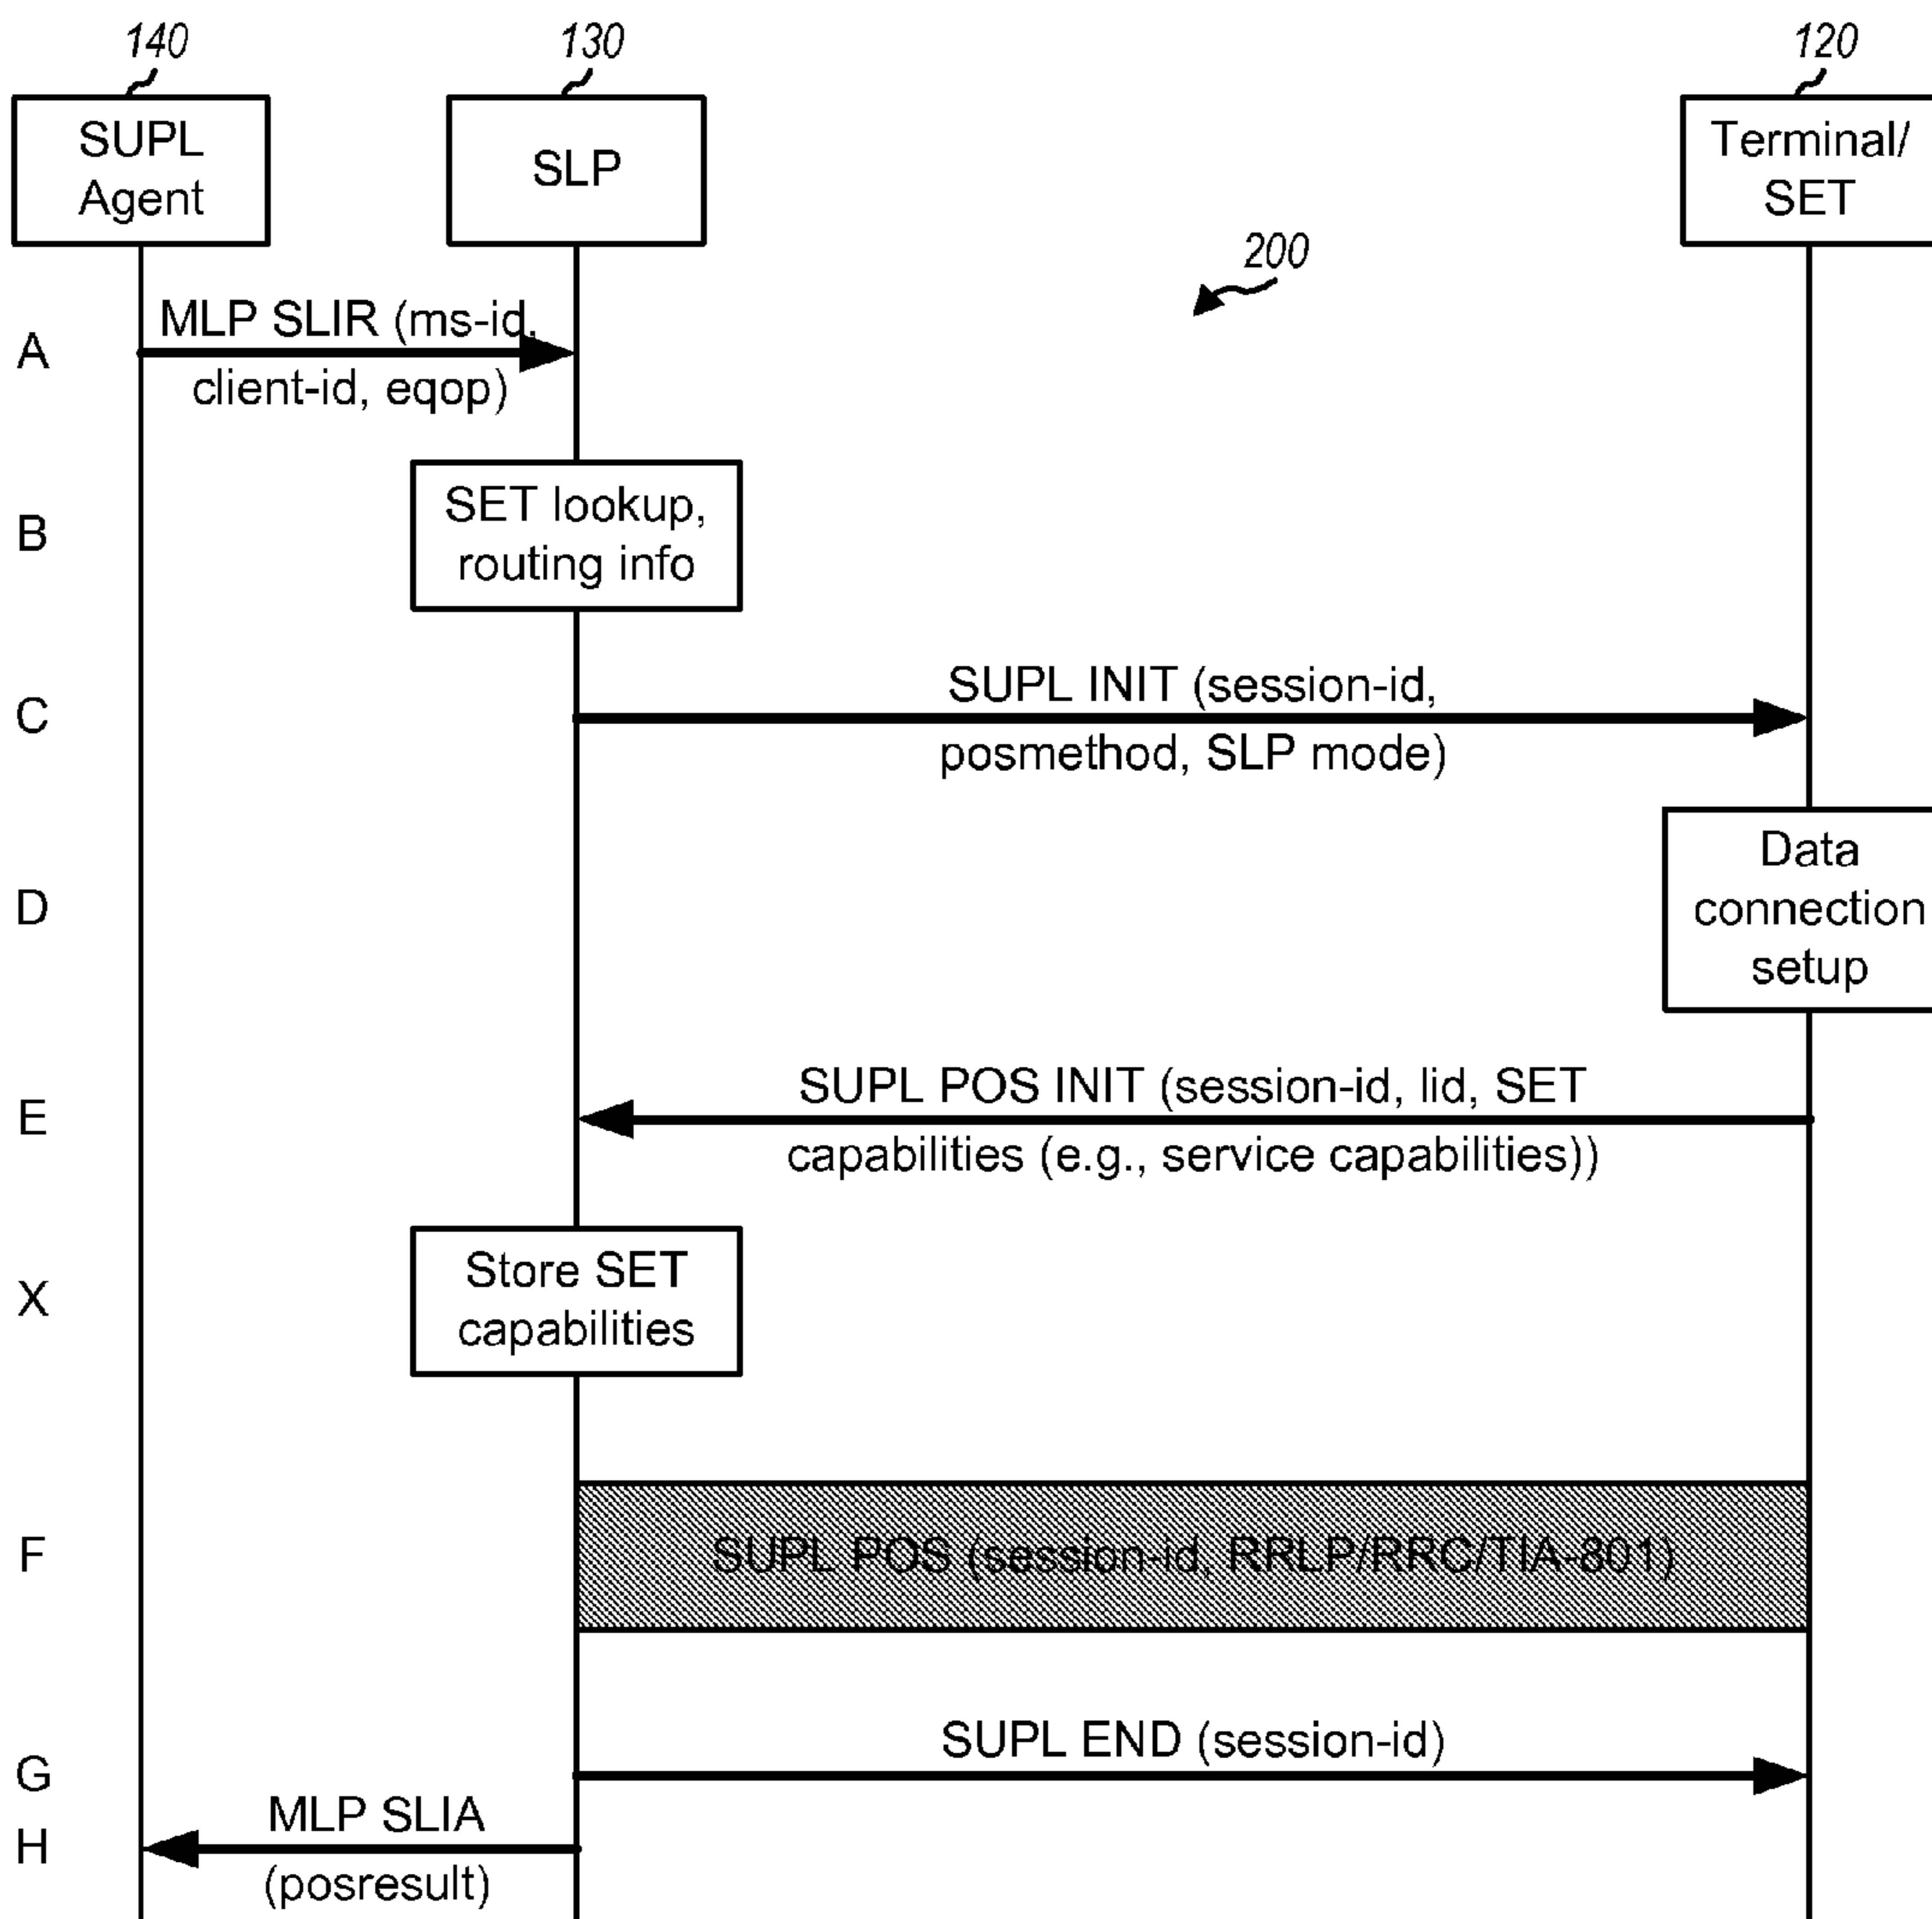 140
130
120
SUPL
Agent
SLP
Terminal/
SET
200
A
MLP SLIR (ms-id,
client-id, eqop)
B
SET lookup,
routing info
C
SUPL INIT (session-id,
posmethod, SLP mode)
D
Data
connection
setup
E
SUPL POS INIT (session-id, lid, SET
capabilities (e.g., service capabilities))
X
Store SET
capabilities
F
SUPL POS (session-id, RRLP/RRC/TIA-801)
G
SUPL END (session-id)
H
MLP SLIA
(posresult)